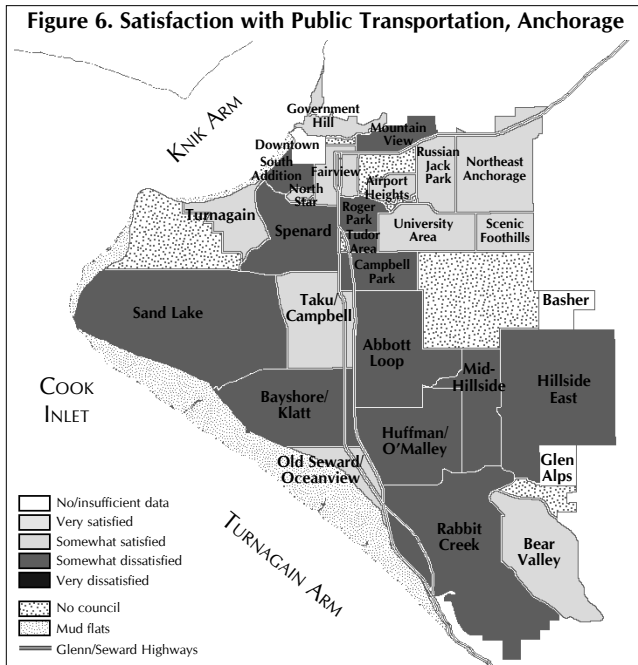 Figure 6. Satisfaction with Public Transportation, Anchorage
KNIK ARM
Government
Hill
Downtown
Mountain
View
South
Addition
Fairview
Russian
Jack
Park
Northeast
Anchorage
North
Star
Airport
Heights
Turnagain
Roger
Park
Spenard
University
Area
Scenic
Foothills
Tudor
Area
Campbell
Park
Sand Lake
Taku/
Campbell
Basher
Abbott
Loop
Mid-
Hillside
Hillside
East
COOK
INLET
Bayshore/
Klatt
Huffman/
O'Malley
Old Seward/
Oceanview
Glen
Alps
Rabbit
Creek
Bear
Valley
TURNAGAIN ARM
No/insufficient data
Very satisfied
Somewhat satisfied
Somewhat dissatisfied
Very dissatisfied
No council
Mud flats
Glenn/Seward Highways